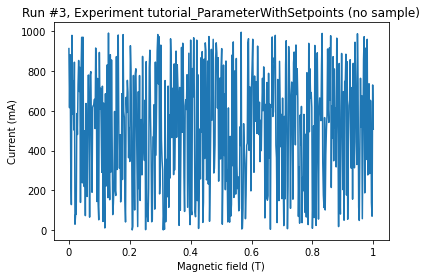 Run #3, Experiment tutorial_ParameterWithSetpoints (no sample)
1000
800
600
400
200
0
Current (mA)
0 0.2 0.4 0.6 0.8 1
Magnetic field (T)